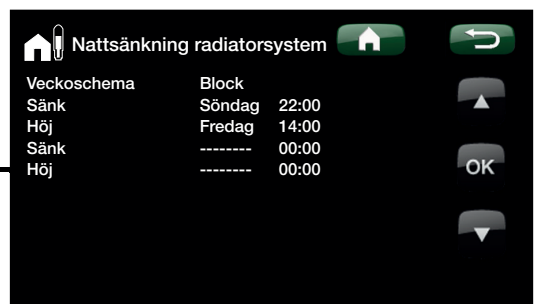 Nattsänkning radiatorsystem
Veckoschema Block
Sänk Söndag 22:00
Höj Fredag 14:00
Sänk -------- 00:00
Höj -------- 00:00
OK